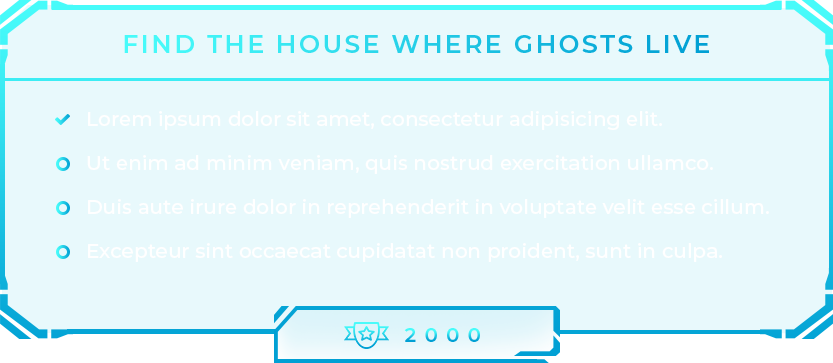 FIND THE HOUSE WHERE GHOSTS LIVE
Lorem ipsum dolor sit amet, consectetur adipisicing elit.
Ut enim ad minim veniam, quis nostrud exercitation ullamco.
Duis aute irure dolor in reprehenderit in voluptate velit esse cillum.
Excepteur sint occaecat cupidatat non proident, sunt in culpa.
2000